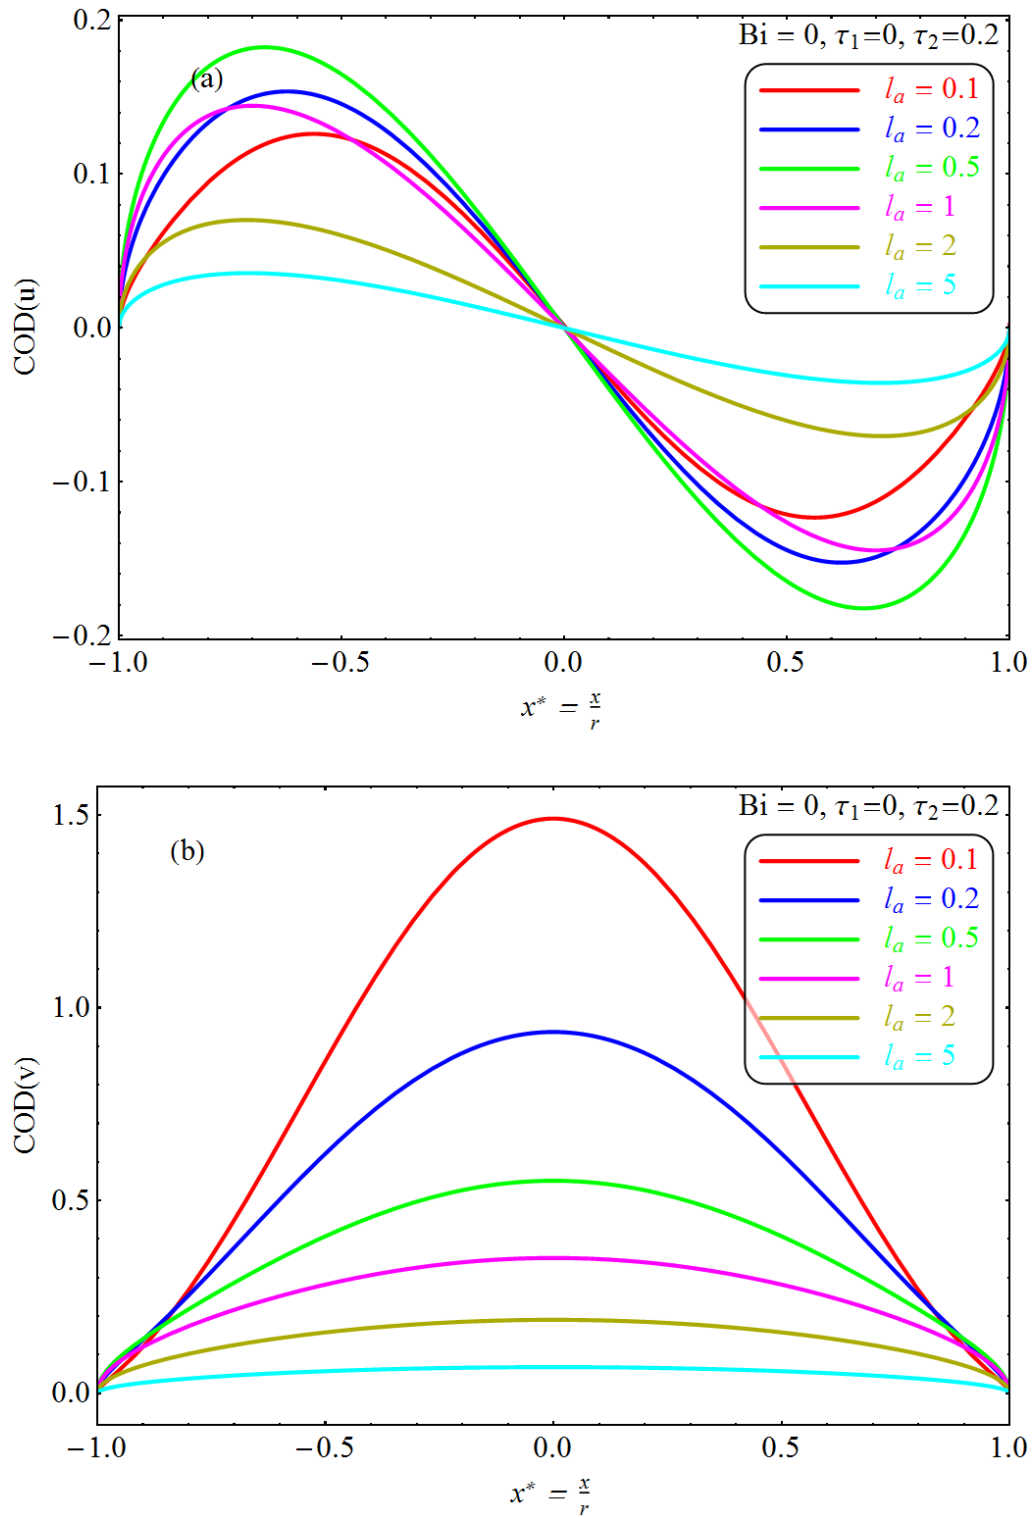 0.2
0.1
0.0
−0.1
−0.2
COD(u)
(a)
Bi = 0, τ₁=0, τ₂=0.2
lₐ = 0.1
lₐ = 0.2
lₐ = 0.5
lₐ = 1
lₐ = 2
lₐ = 5
−1.0 −0.5 0.0 0.5 1.0
x* = x/r
1.5
1.0
0.5
0.0
COD(v)
(b)
Bi = 0, τ₁=0, τ₂=0.2
lₐ = 0.1
lₐ = 0.2
lₐ = 0.5
lₐ = 1
lₐ = 2
lₐ = 5
−1.0 −0.5 0.0 0.5 1.0
x* = x/r